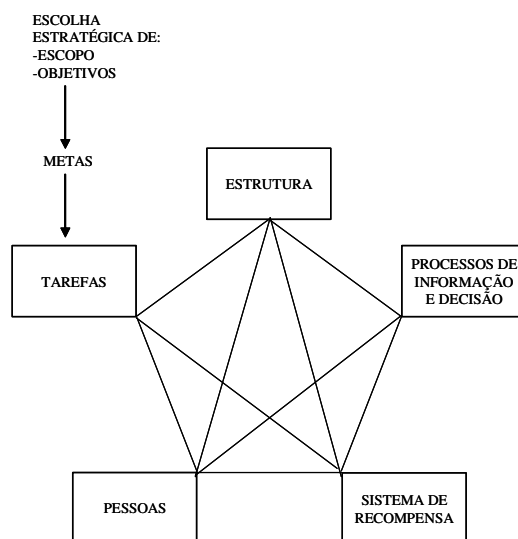 ESCOLHA
ESTRATÉGICA DE:
-ESCOPO
-OBJETIVOS
METAS
ESTRUTURA
TAREFAS
PROCESSOS DE
INFORMAÇÃO
E DECISÃO
PESSOAS
SISTEMA DE
RECOMPENSA